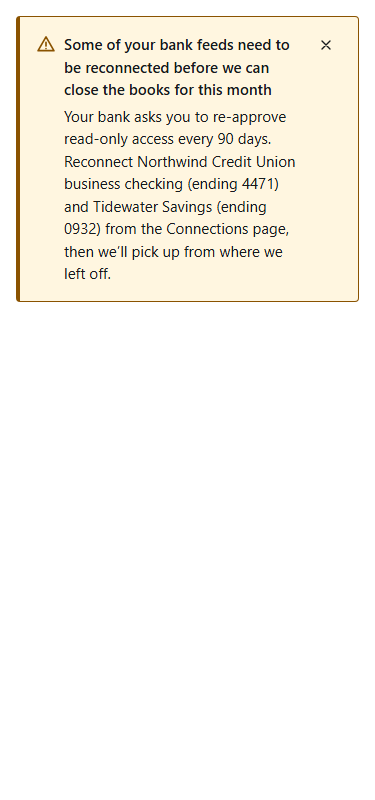 Some of your bank feeds need to
be reconnected before we can
close the books for this month
Your bank asks you to re-approve
read-only access every 90 days.
Reconnect Northwind Credit Union
business checking (ending 4471)
and Tidewater Savings (ending
0932) from the Connections page,
then we’ll pick up from where we
left off.